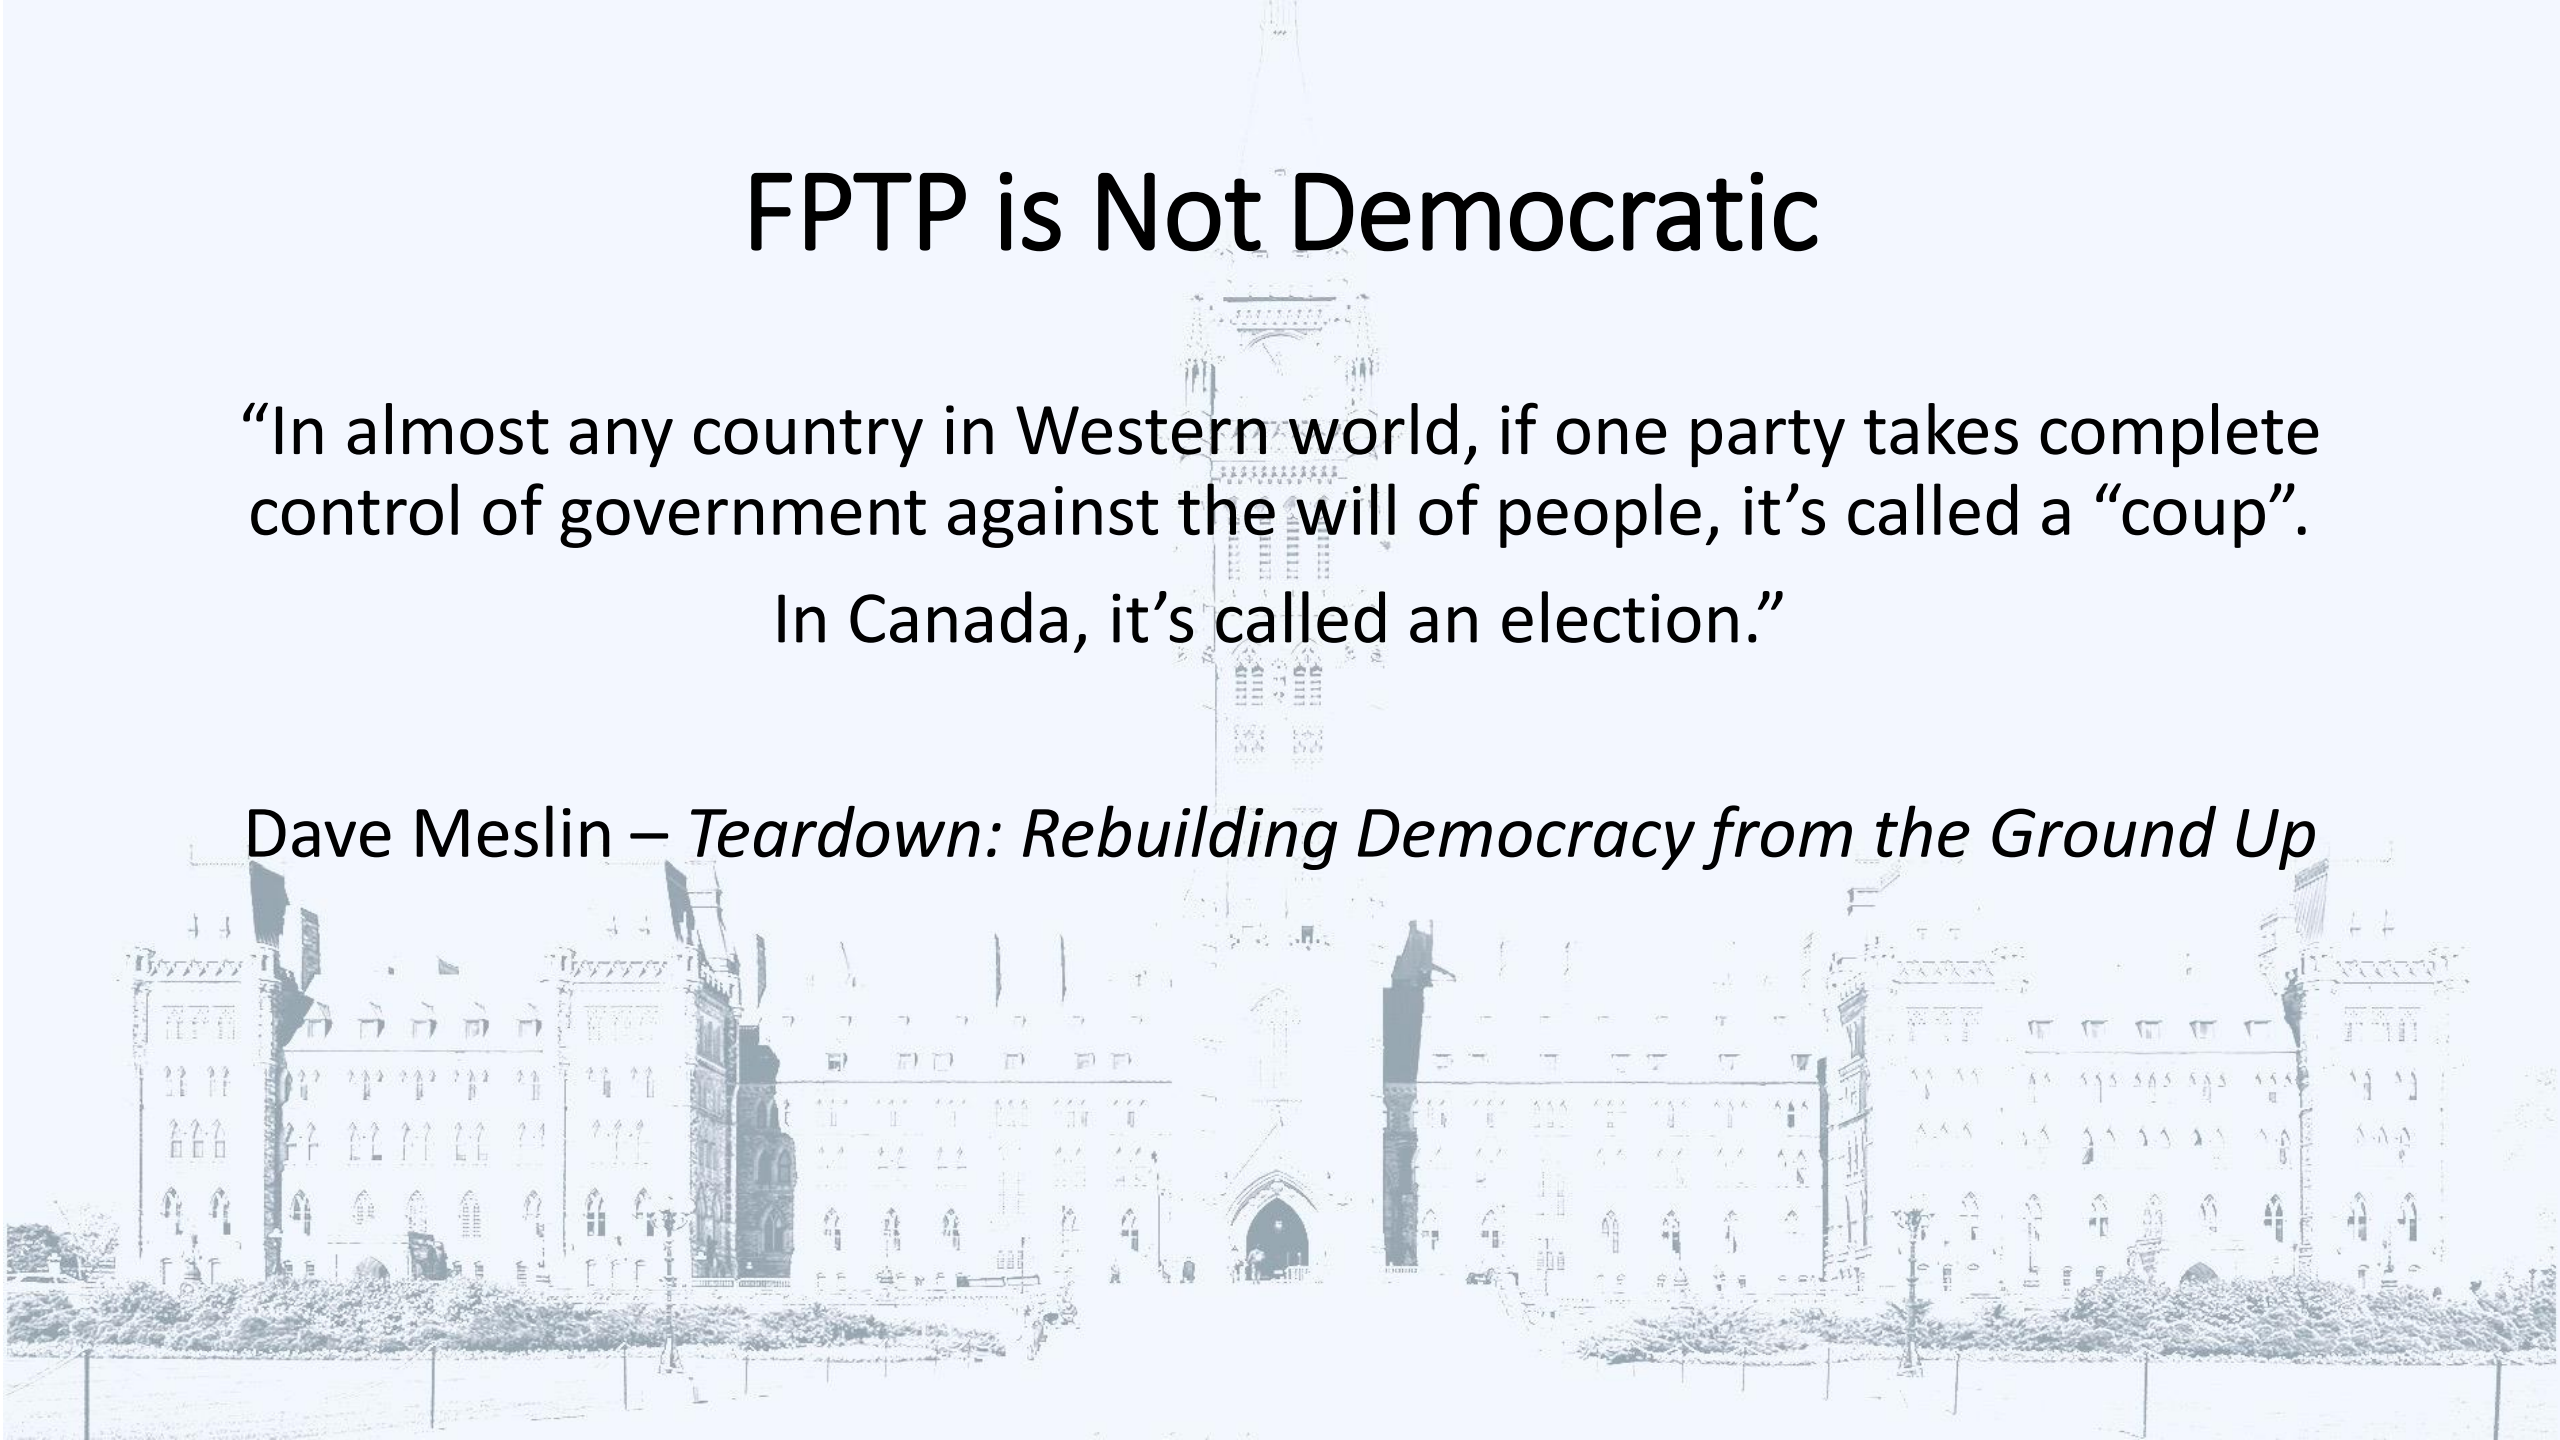 FPTP is Not Democratic
“In almost any country in Western world, if one party takes complete
control of government against the will of people, it’s called a “coup”.
In Canada, it’s called an election.”
Dave Meslin – Teardown: Rebuilding Democracy from the Ground Up